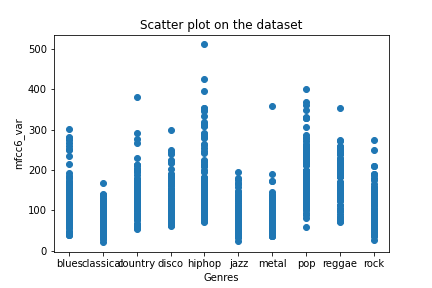 Scatter plot on the dataset
mfcc6_var
500
400
300
200
100
0
blues classical country disco hiphop jazz metal pop reggae rock
Genres